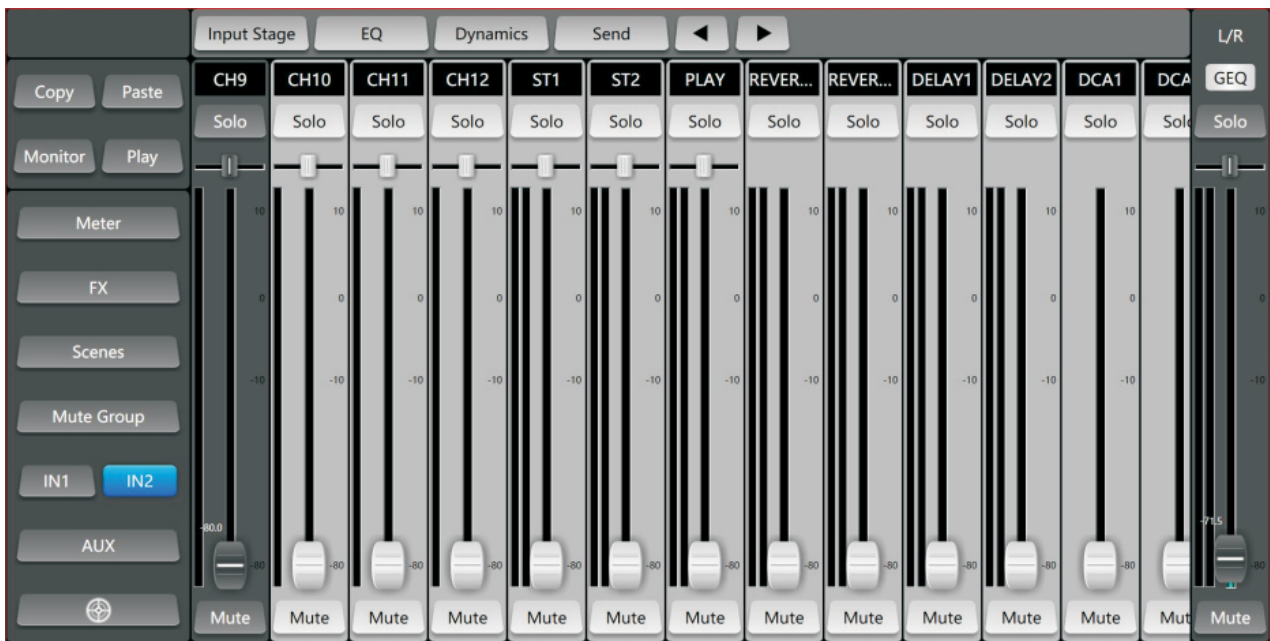 Input Stage EQ Dynamics Send L/R
Copy Paste
Monitor Play
Meter
FX
Scenes
Mute Group
IN1 IN2
AUX
CH9 CH10 CH11 CH12 ST1 ST2 PLAY REVER... REVER... DELAY1 DELAY2 DCA1 DCA GEQ
Solo Solo Solo Solo Solo Solo Solo Solo Solo Solo Solo Solo Solo Solo
10 10 10 10 10 10 10 10 10 10 10 10 10
0 0 0 0 0 0 0 0 0 0 0 0 0
-10 -10 -10 -10 -10 -10 -10 -10 -10 -10 -10 -10 -10
-80.0 -71.5
-80 -80 -80 -80 -80 -80 -80 -80 -80 -80 -80 -80 -80
Mute Mute Mute Mute Mute Mute Mute Mute Mute Mute Mute Mute Mut Mute